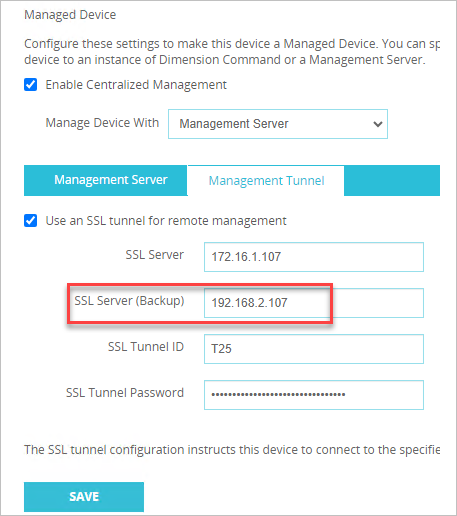 Managed Device
Configure these settings to make this device a Managed Device. You can sp
device to an instance of Dimension Command or a Management Server.
Enable Centralized Management
Manage Device With Management Server
Management Server Management Tunnel
Use an SSL tunnel for remote management
SSL Server 172.16.1.107
SSL Server (Backup) 192.168.2.107
SSL Tunnel ID T25
SSL Tunnel Password ••••••••••••••••••••••••••••••••
The SSL tunnel configuration instructs this device to connect to the specifie
SAVE